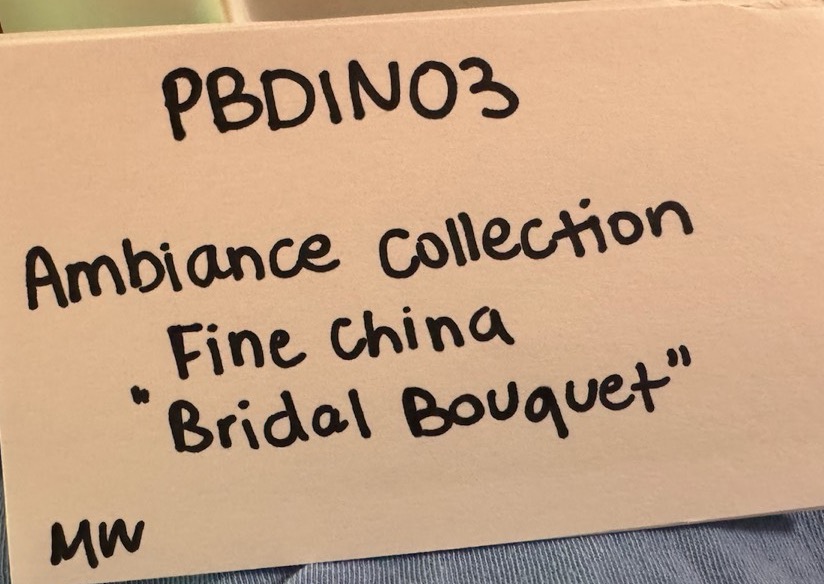 PBDIN03
Ambiance Collection
Fine China
"Bridal Bouquet"
MW